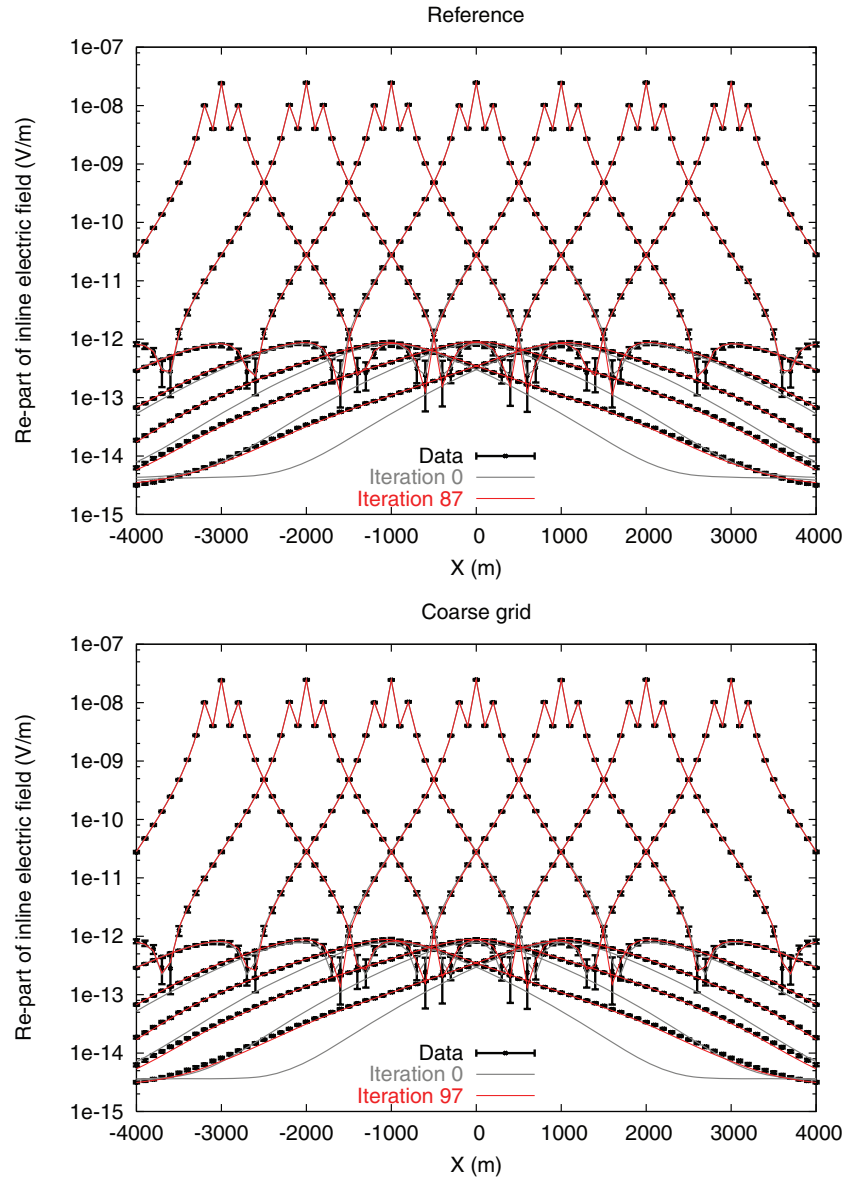 Reference
Re-part of inline electric field (V/m)
1e-07
1e-08
1e-09
1e-10
1e-11
1e-12
1e-13
1e-14
1e-15
Data
Iteration 0
Iteration 87
-4000 -3000 -2000 -1000 0 1000 2000 3000 4000
X (m)
Coarse grid
Re-part of inline electric field (V/m)
1e-07
1e-08
1e-09
1e-10
1e-11
1e-12
1e-13
1e-14
1e-15
Data
Iteration 0
Iteration 97
-4000 -3000 -2000 -1000 0 1000 2000 3000 4000
X (m)